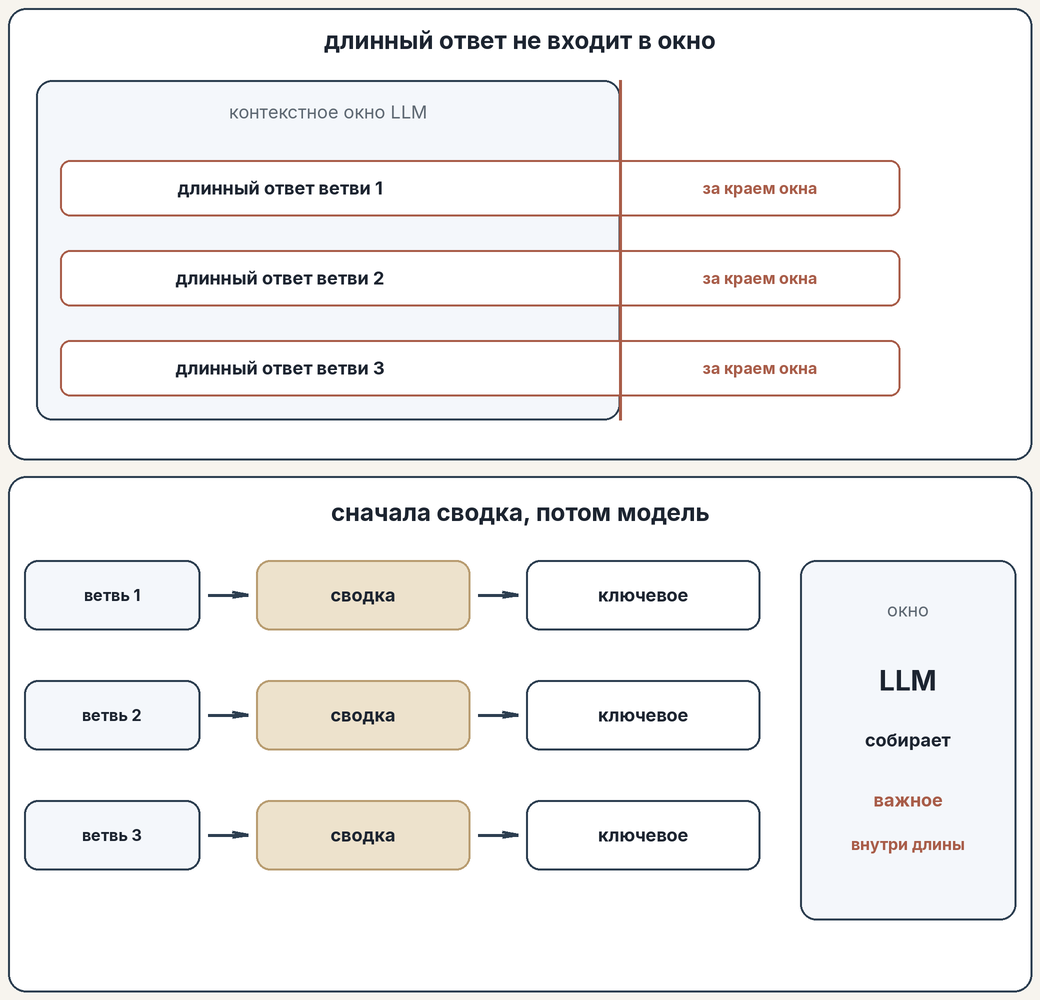 длинный ответ не входит в окно
контекстное окно LLM
длинный ответ ветви 1
за краем окна
длинный ответ ветви 2
за краем окна
длинный ответ ветви 3
за краем окна
сначала сводка, потом модель
ветвь 1
сводка
ключевое
ветвь 2
сводка
ключевое
ветвь 3
сводка
ключевое
окно
LLM
собирает
важное
внутри длины